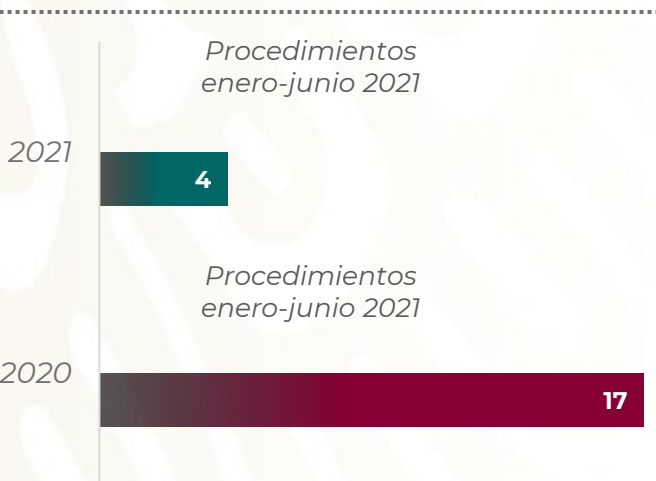 Procedimientos
enero-junio 2021
2021
4
Procedimientos
enero-junio 2021
2020
17